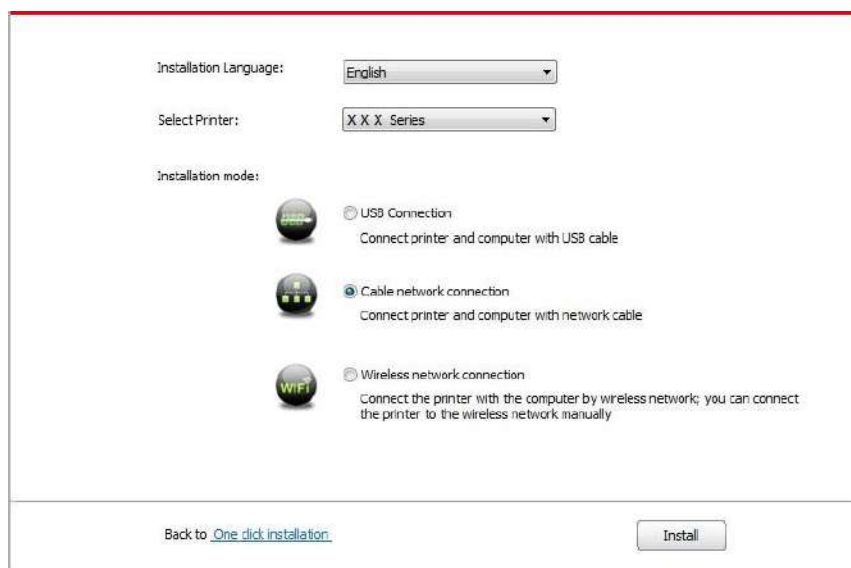 Installation Language:
English
Select Printer:
X X X Series
Installation mode:
USB
USB Connection
Connect printer and computer with USB cable
Cable network connection
Connect printer and computer with network cable
WiFi
Wireless network connection
Connect the printer with the computer by wireless network; you can connect
the printer to the wireless network manually
Back to One click installation
Install